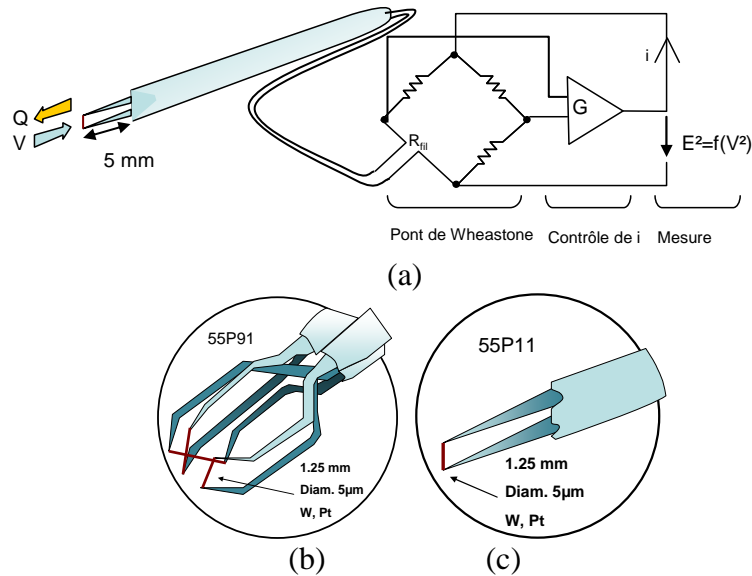 Q
V
5 mm
R_fil
G
i
E²=f(V²)
Pont de Wheastone
Contrôle de i
Mesure
(a)
55P91
1.25 mm
Diam. 5µm
W, Pt
(b)
55P11
1.25 mm
Diam. 5µm
W, Pt
(c)